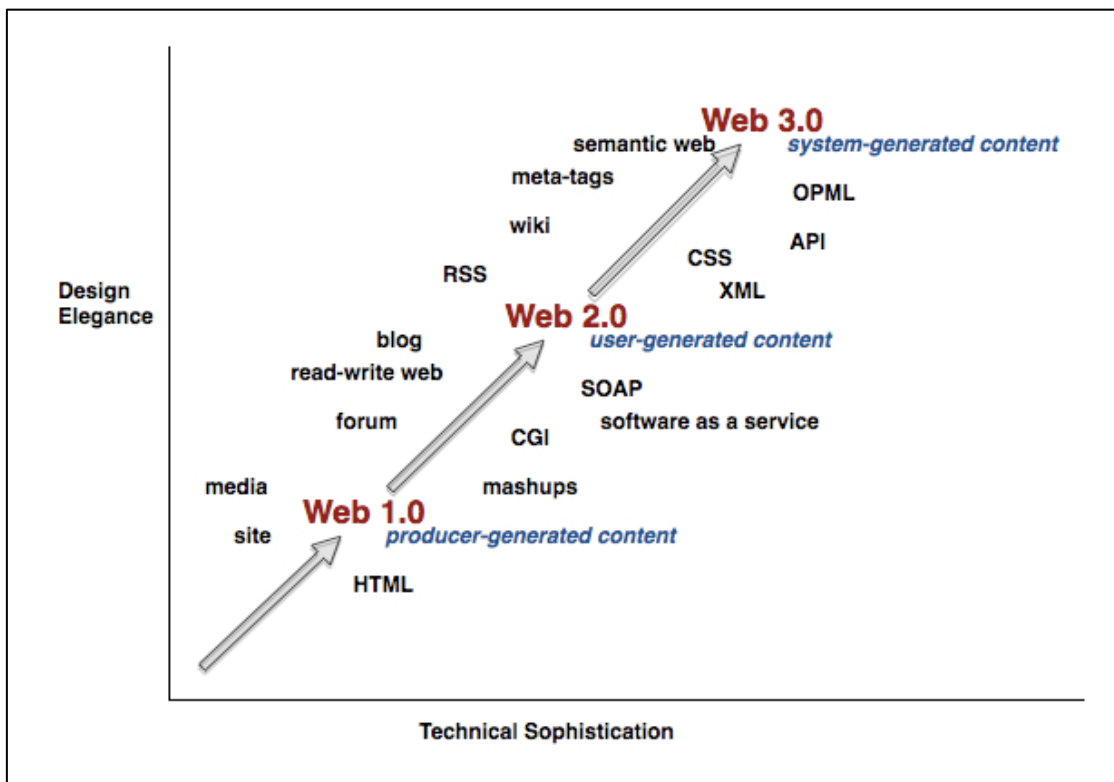 Web 3.0
semantic web
system-generated content
meta-tags
OPML
wiki
API
CSS
RSS
XML
Design
Elegance
Web 2.0
blog
user-generated content
read-write web
SOAP
forum
software as a service
CGI
media
mashups
Web 1.0
site
producer-generated content
HTML
Technical Sophistication